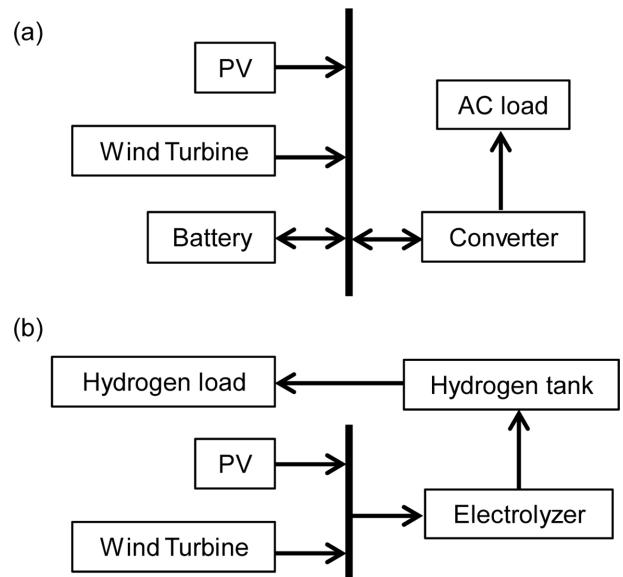 (a)
PV
AC load
Wind Turbine
Battery
Converter
(b)
Hydrogen load
Hydrogen tank
PV
Electrolyzer
Wind Turbine